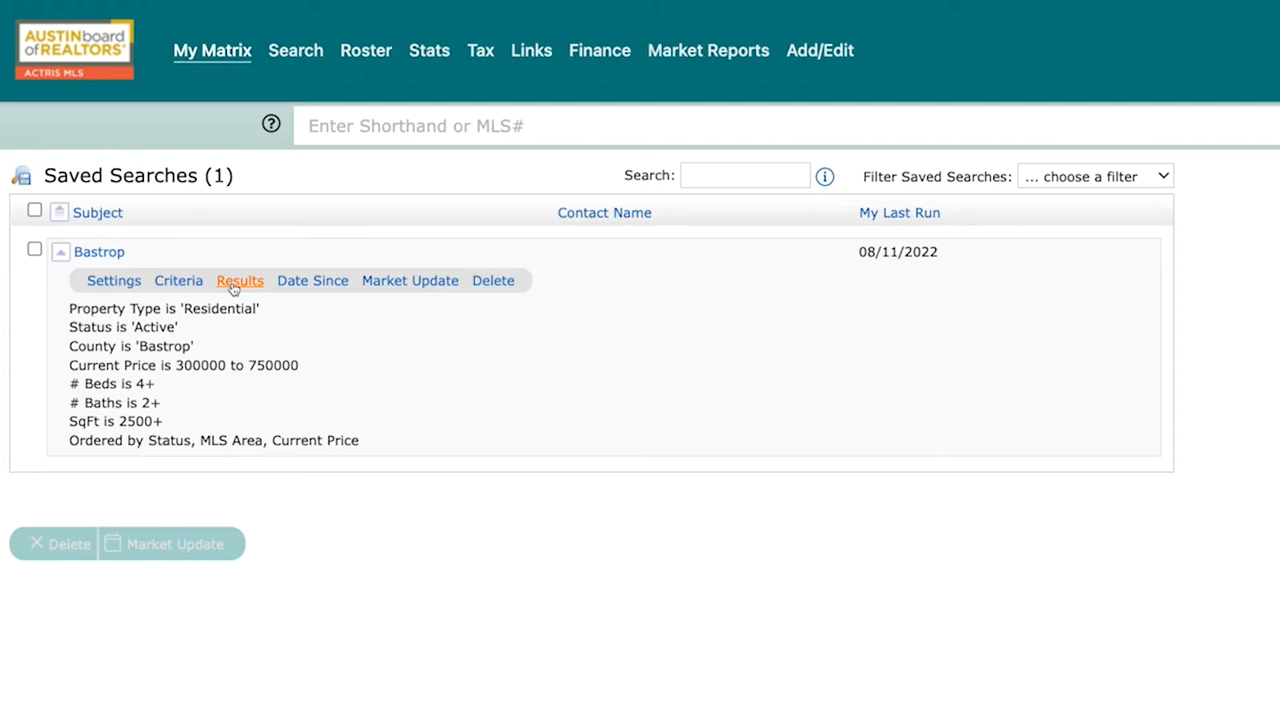 AUSTINboard
of REALTORS®
ACTRIS MLS
My Matrix Search Roster Stats Tax Links Finance Market Reports Add/Edit
? Enter Shorthand or MLS#
Saved Searches (1) Search: i Filter Saved Searches: ... choose a filter
Subject Contact Name My Last Run
Bastrop 08/11/2022
Settings Criteria Results Date Since Market Update Delete
Property Type is 'Residential'
Status is 'Active'
County is 'Bastrop'
Current Price is 300000 to 750000
# Beds is 4+
# Baths is 2+
SqFt is 2500+
Ordered by Status, MLS Area, Current Price
Delete Market Update